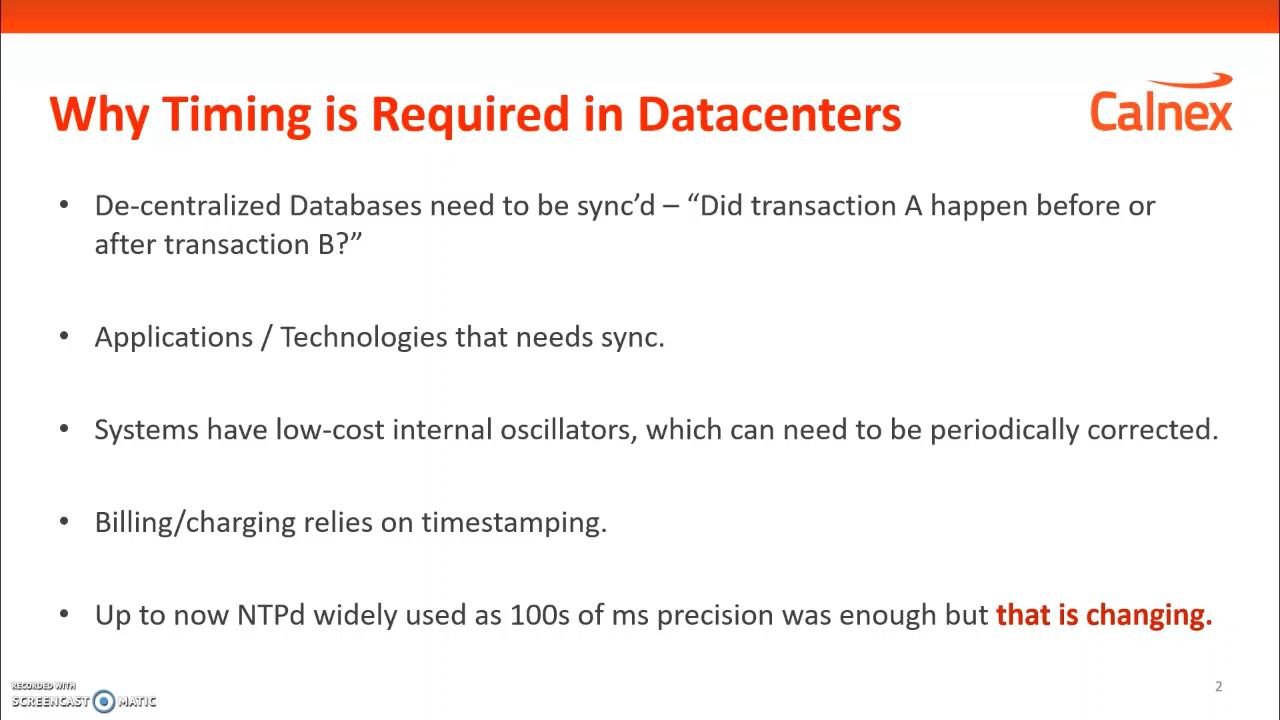 Why Timing is Required in Datacenters
Calnex
• De-centralized Databases need to be sync’d – “Did transaction A happen before or
after transaction B?”
• Applications / Technologies that needs sync.
• Systems have low-cost internal oscillators, which can need to be periodically corrected.
• Billing/charging relies on timestamping.
• Up to now NTPd widely used as 100s of ms precision was enough but that is changing.
RECORDED WITH
SCREENCAST MATIC
2